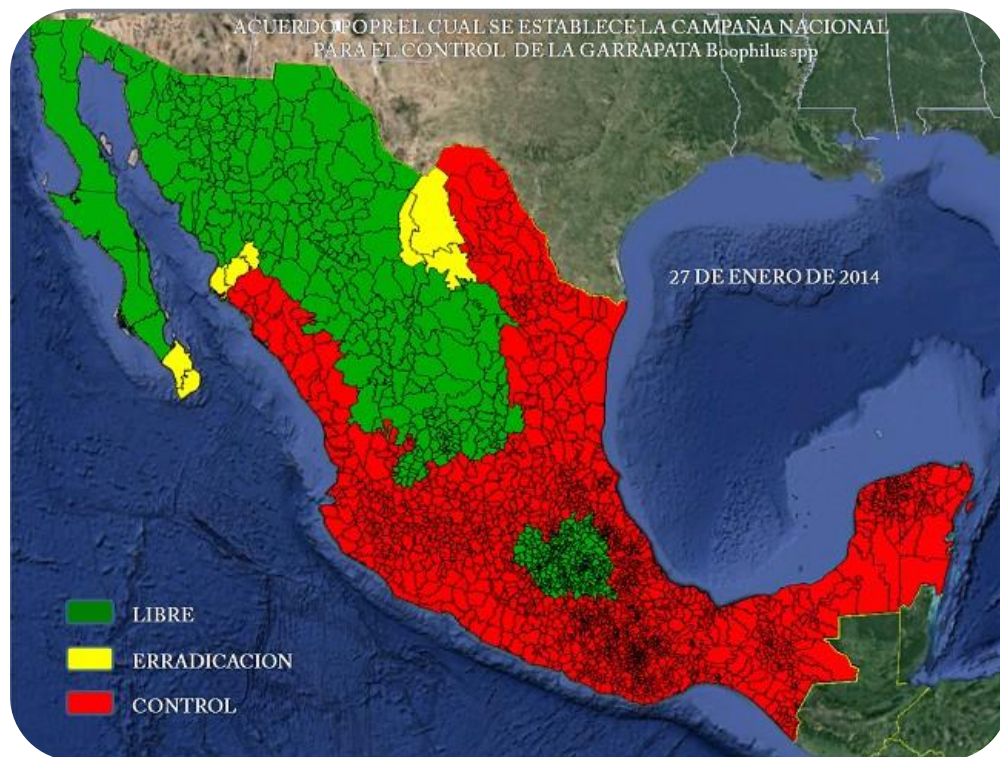 ACUERDO POPR EL CUAL SE ESTABLECE LA CAMPAÑA NACIONAL
PARA EL CONTROL DE LA GARRAPATA Boophilus spp
27 DE ENERO DE 2014
LIBRE
ERRADICACION
CONTROL